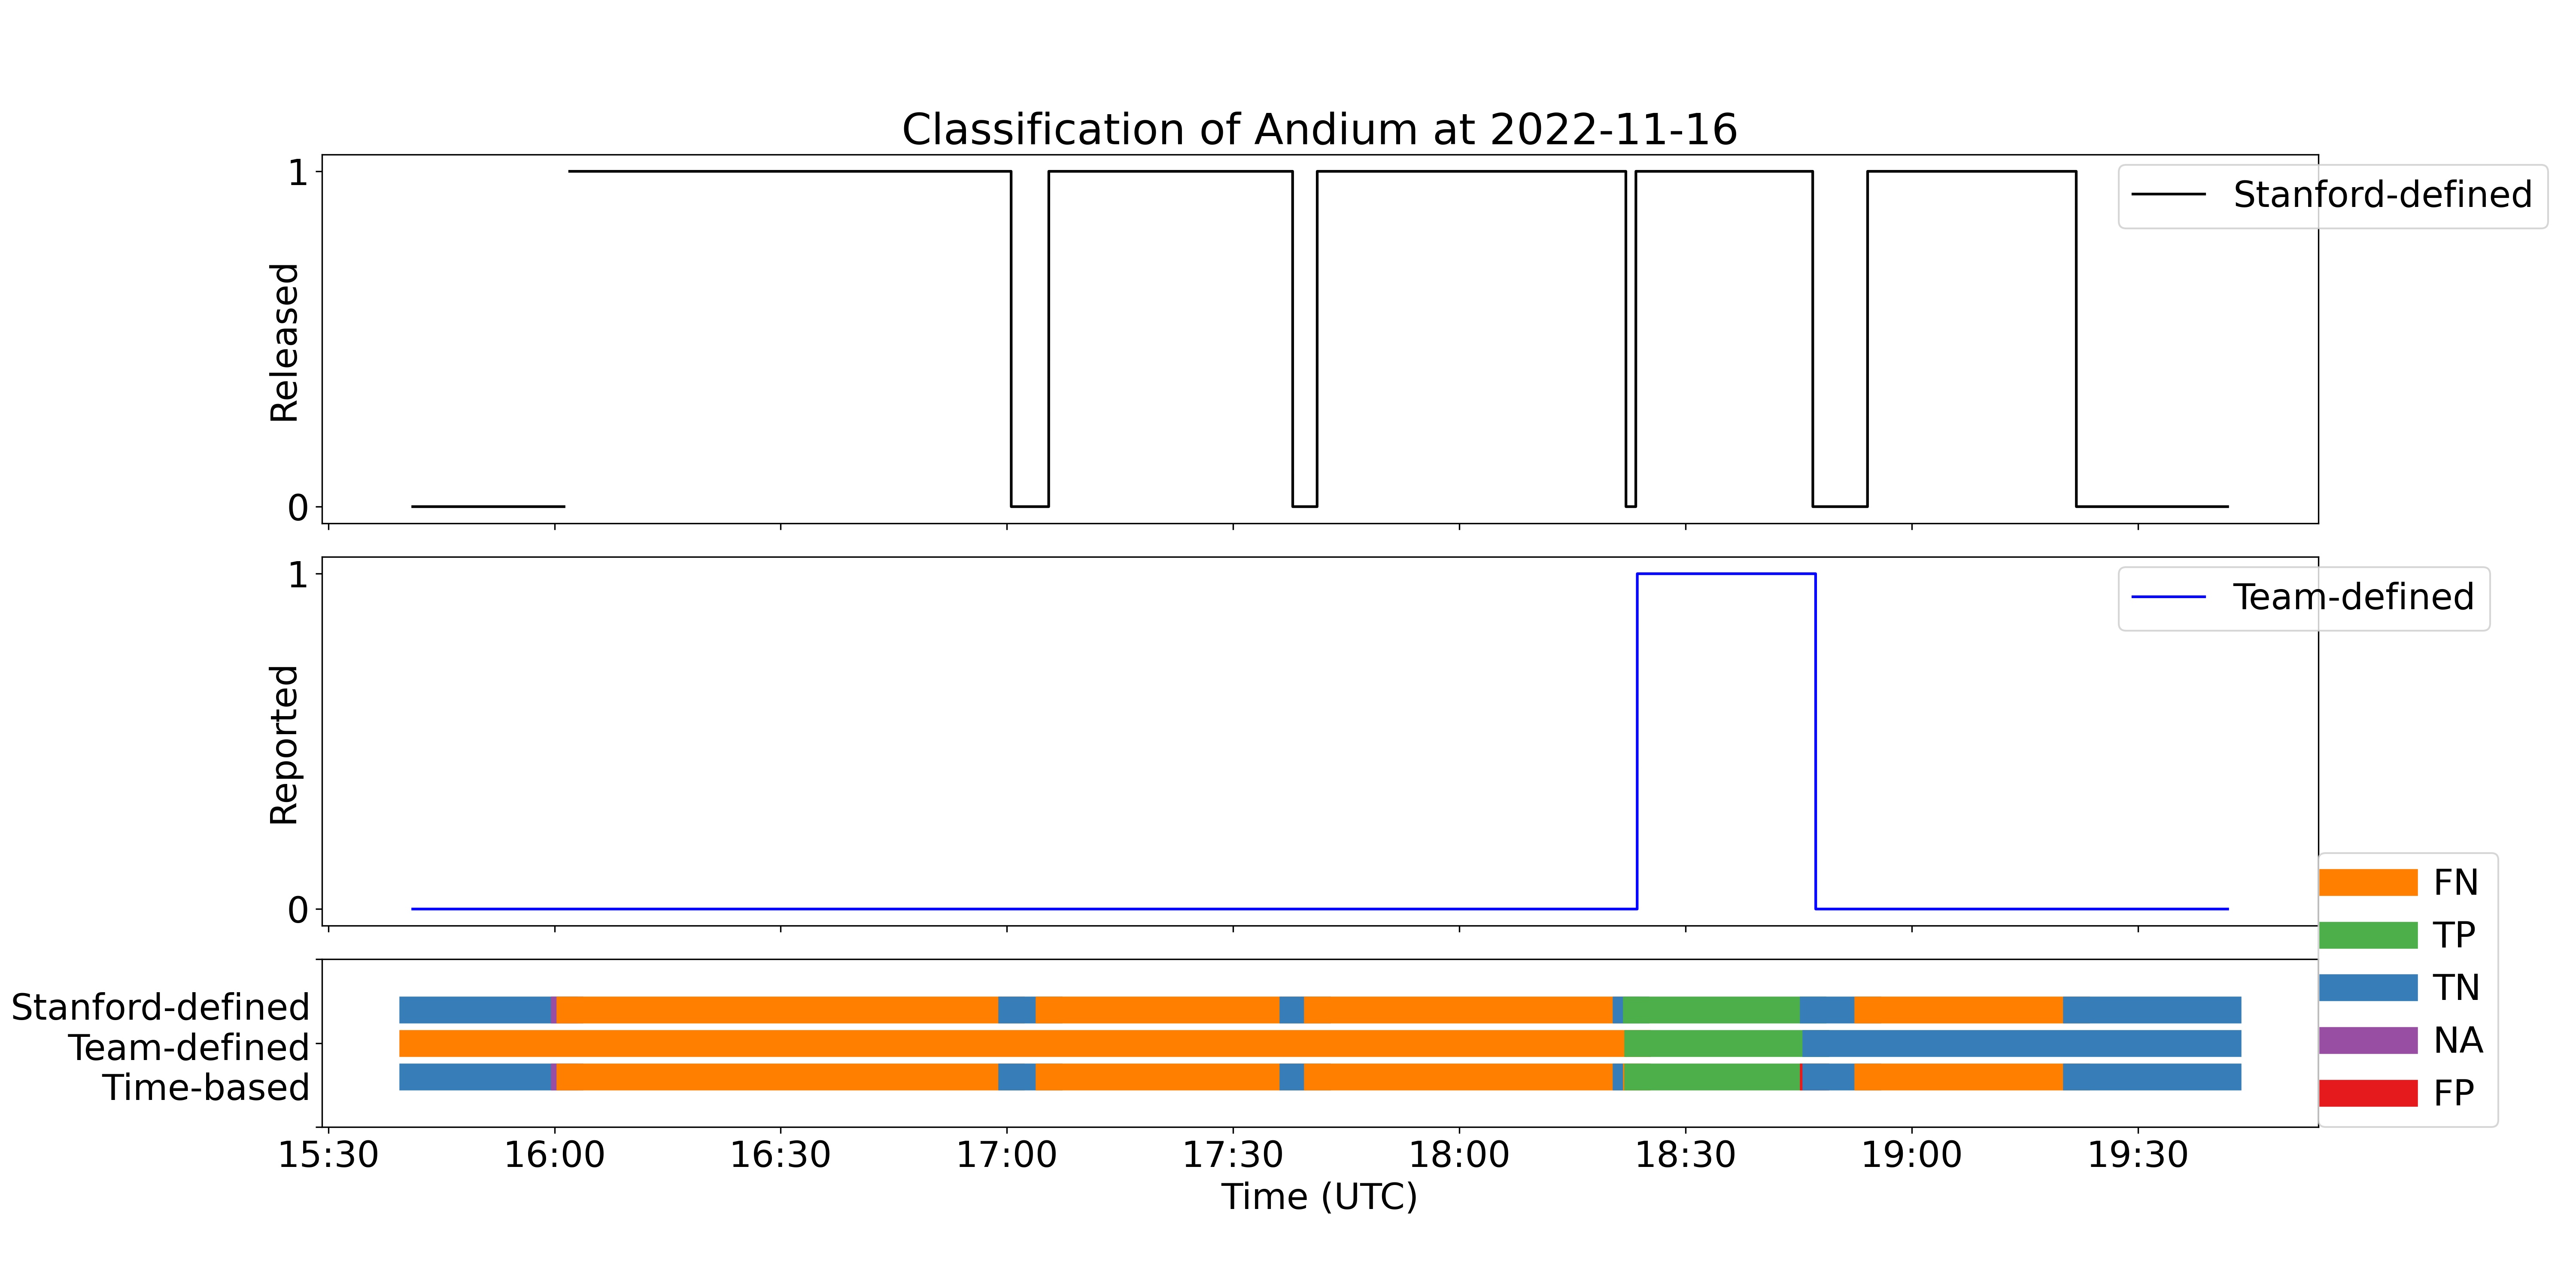 Classification of Andium at 2022-11-16
1
Stanford-defined
Released
0
1
Team-defined
Reported
0
FN
TP
TN
NA
FP
Stanford-defined
Team-defined
Time-based
15:30 16:00 16:30 17:00 17:30 18:00 18:30 19:00 19:30
Time (UTC)